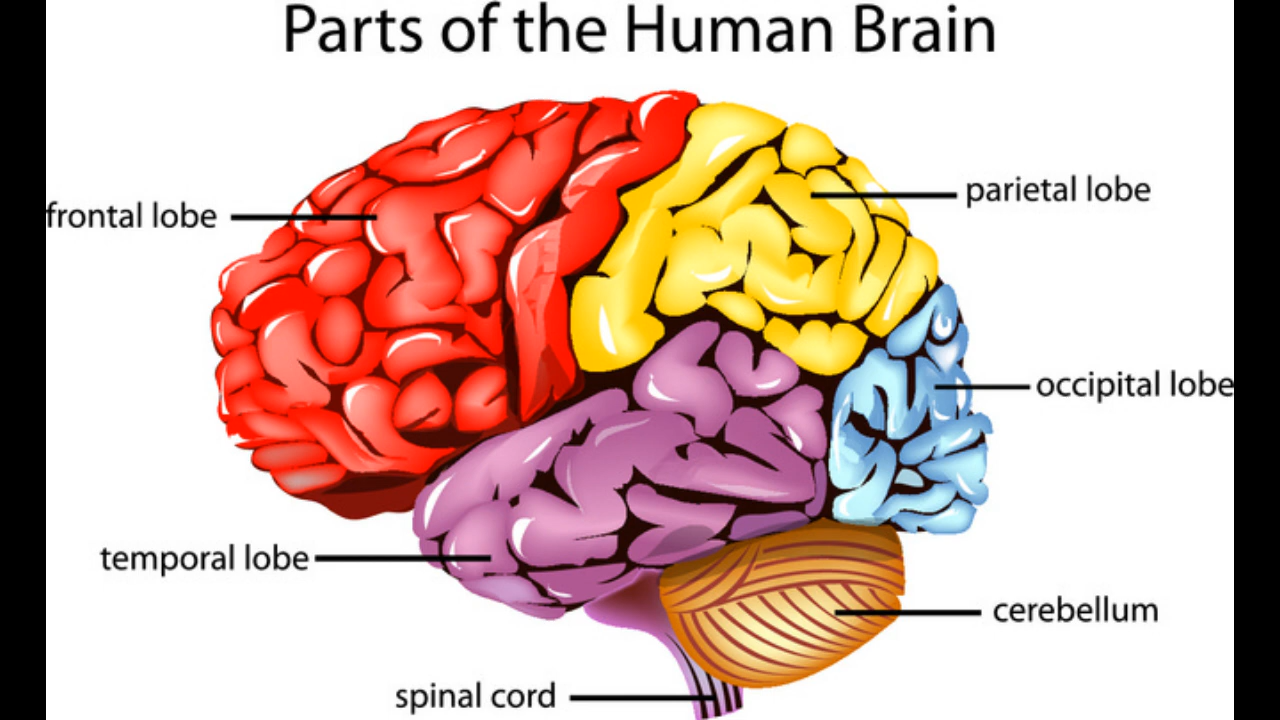 Parts of the Human Brain
frontal lobe
parietal lobe
occipital lobe
temporal lobe
cerebellum
spinal cord